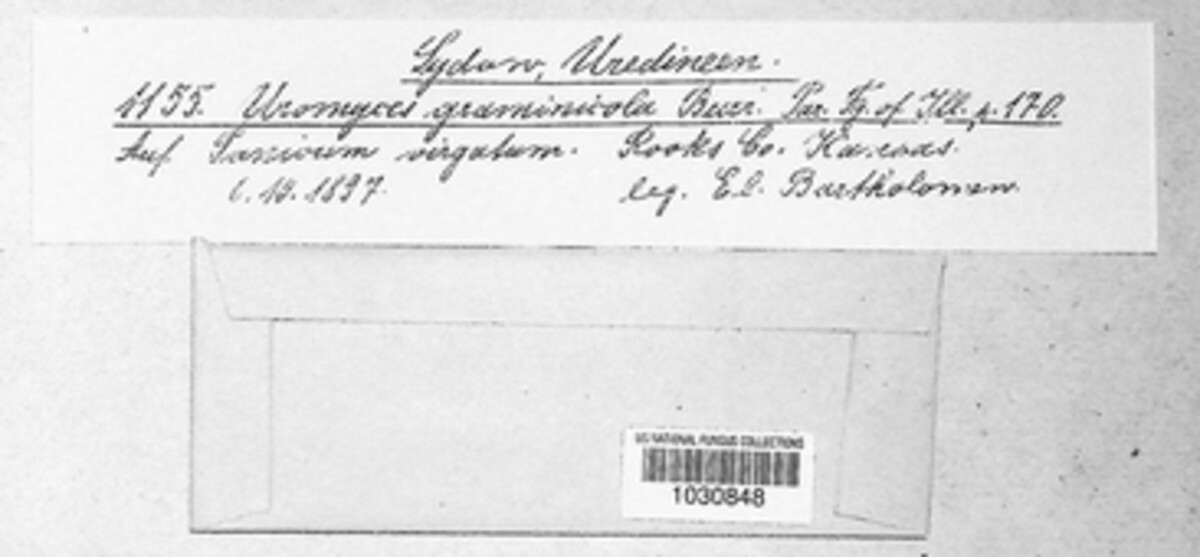 Sydow, Uredineen.
1155. Uromyces graminicola Burr. Par. Fg. of Ill. p. 170.
Auf Panicum virgatum. Rooks Co. Kansas.
10. 1897. leg. E. Bartholomew.
US NATIONAL FUNGUS COLLECTIONS
1030848